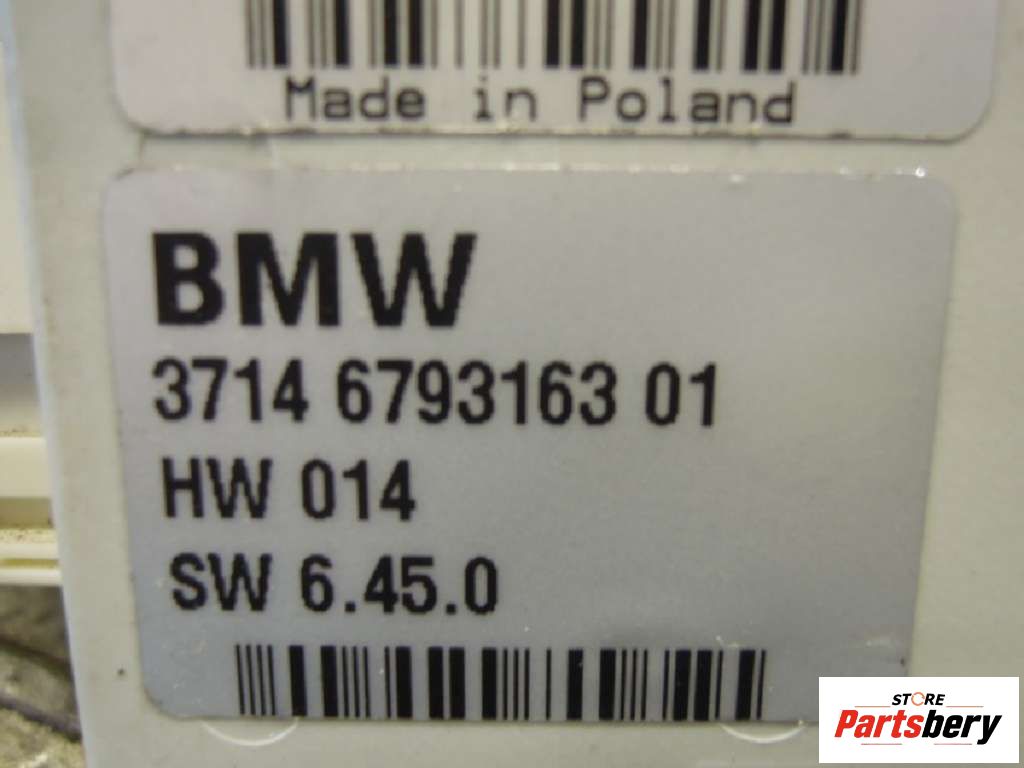 Made in Poland
BMW
3714 6793163 01
HW 014
SW 6.45.0
STORE
Partsbery